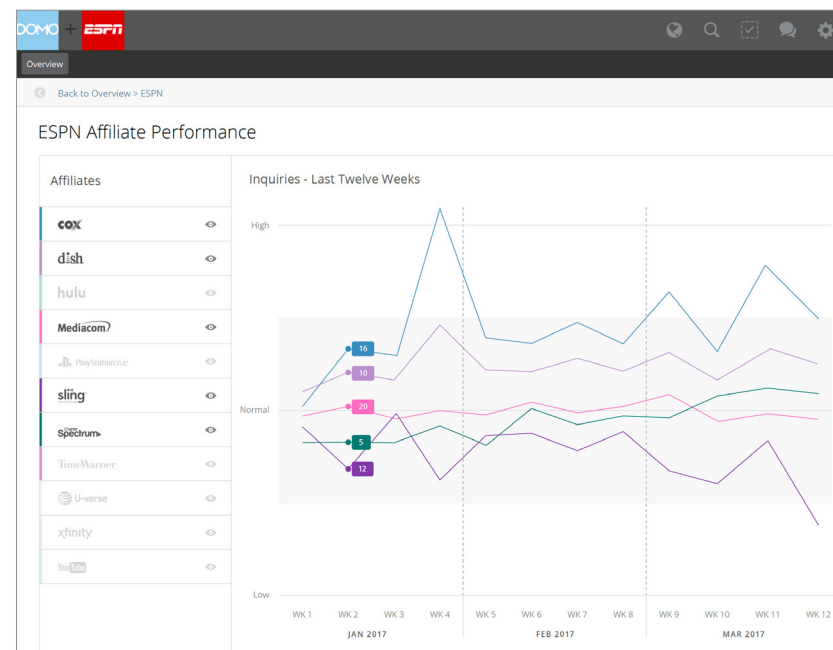 DOMO + ESPN
Overview
Back to Overview > ESPN
ESPN Affiliate Performance
Affiliates
cox
dish
hulu
Mediacom
PlayStation Vue
sling
Spectrum
TimeWarner
U-verse
xfinity
YouTube
Inquiries - Last Twelve Weeks
High
Normal
Low
16
10
20
5
12
WK 1 WK 2 WK 3 WK 4 WK 5 WK 6 WK 7 WK 8 WK 9 WK 10 WK 11 WK 12
JAN 2017 FEB 2017 MAR 2017